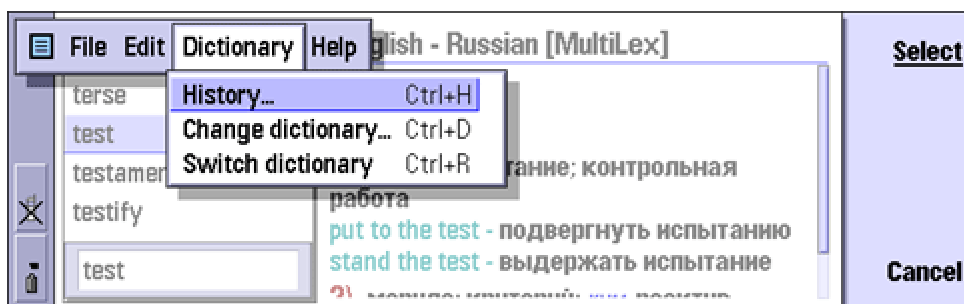 File Edit Dictionary Help glish - Russian [MultiLex]
Select
terse
History... Ctrl+H
test
Change dictionary... Ctrl+D
testamen
Switch dictionary Ctrl+R
тание; контрольная
работа
testify
put to the test - подвергнуть испытанию
stand the test - выдержать испытание
test
Cancel
2)